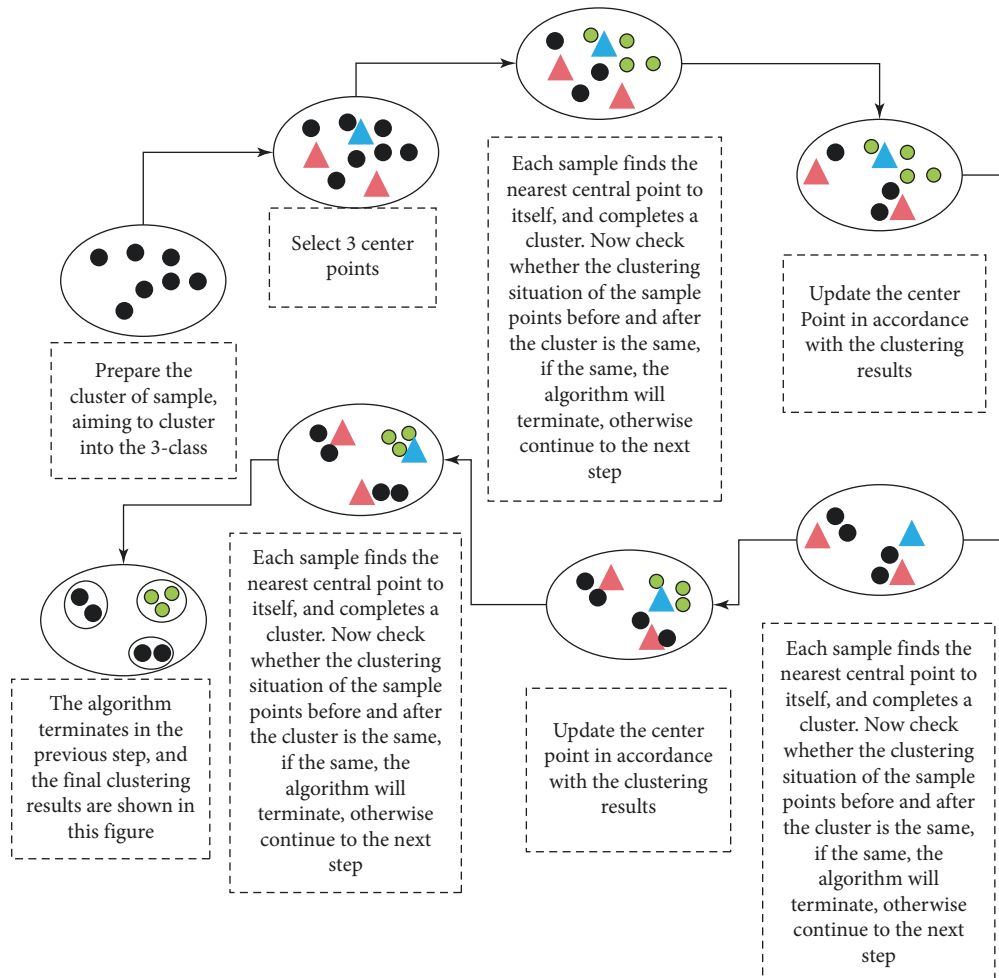 Prepare the
cluster of sample,
aiming to cluster
into the 3-class
Select 3 center
points
Each sample finds the
nearest central point to
itself, and completes a
cluster. Now check
whether the clustering
situation of the sample
points before and after
the cluster is the same,
if the same, the
algorithm will
terminate, otherwise
continue to the next
step
Update the center
Point in accordance
with the clustering
results
Each sample finds the
nearest central point to
itself, and completes a
cluster. Now check
whether the clustering
situation of the sample
points before and after
the cluster is the same,
if the same, the
algorithm will
terminate, otherwise
continue to the next
step
Update the center
point in accordance
with the clustering
results
Each sample finds the
nearest central point to
itself, and completes a
cluster. Now check
whether the clustering
situation of the sample
points before and after
the cluster is the same,
if the same, the
algorithm will
terminate, otherwise
continue to the next
step
The algorithm
terminates in the
previous step, and
the final clustering
results are shown in
this figure